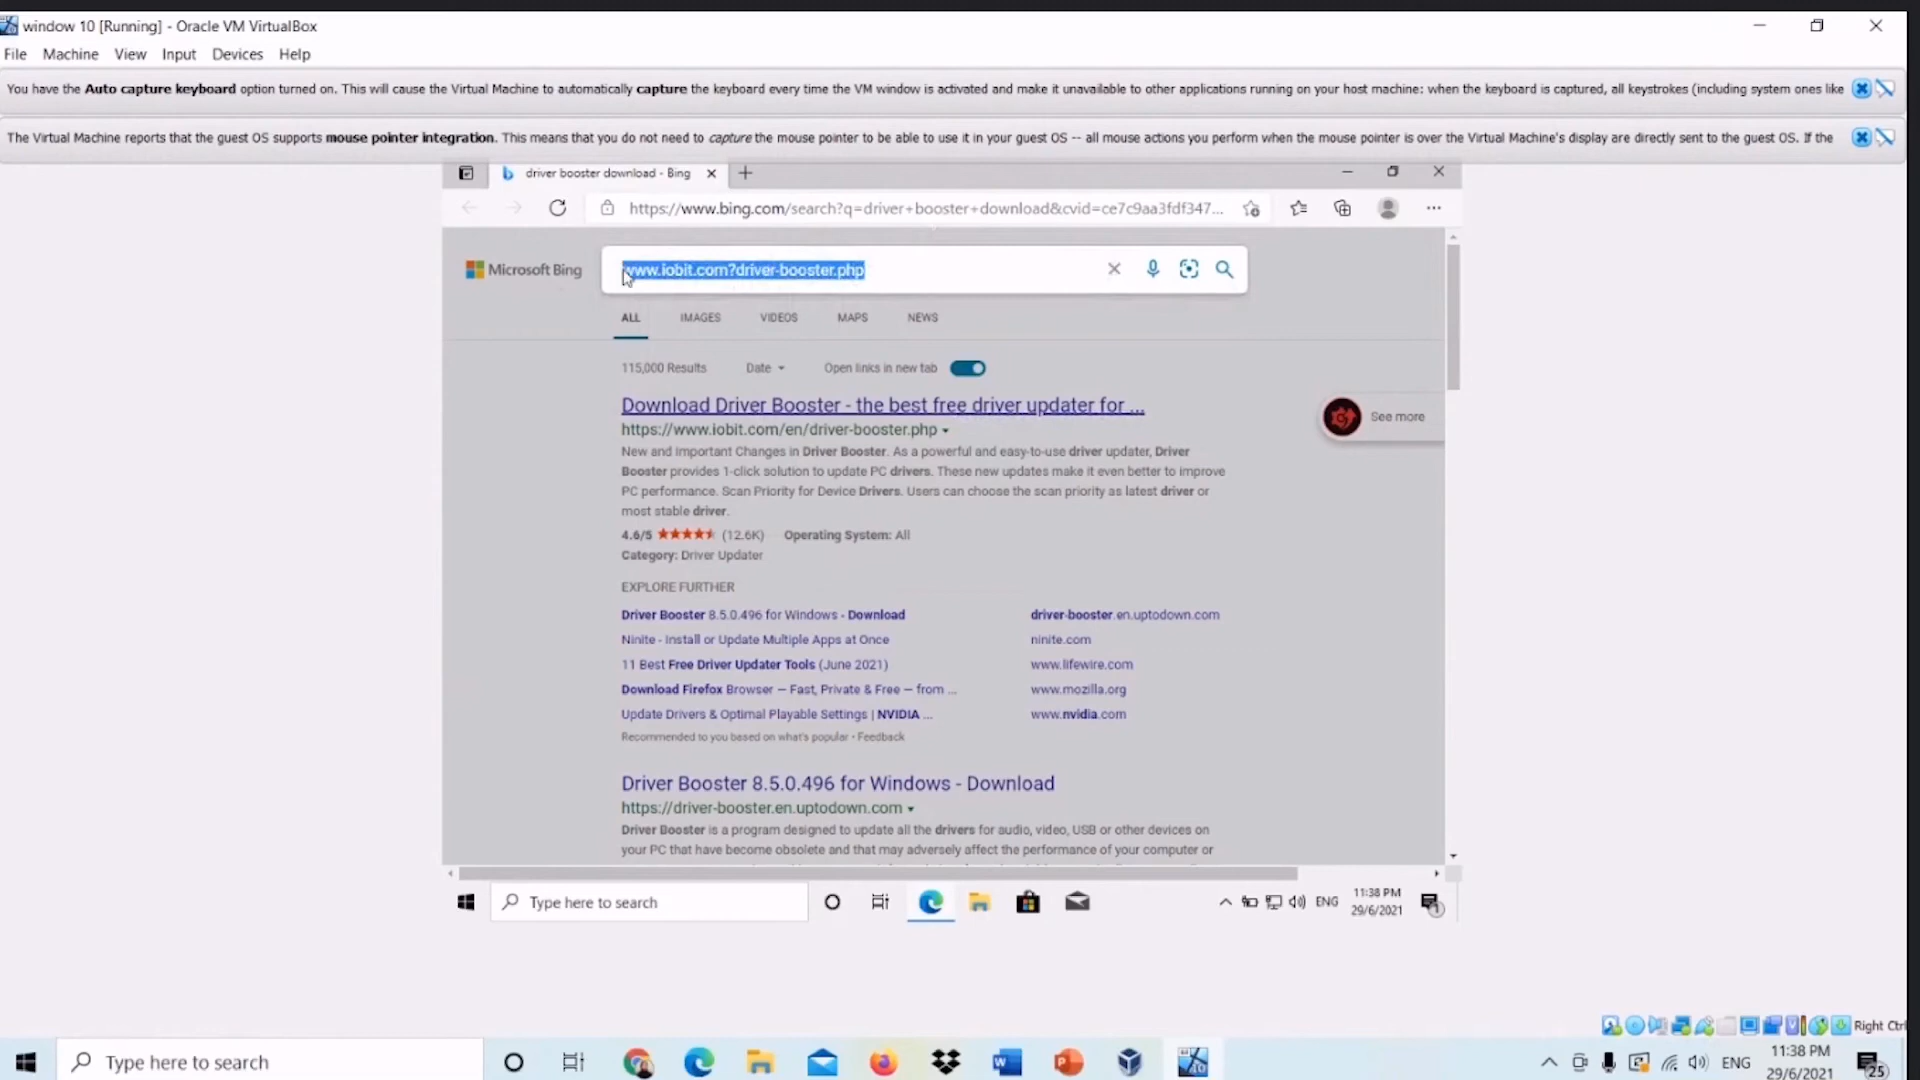 window 10 [Running] - Oracle VM VirtualBox
File Machine View Input Devices Help
You have the Auto capture keyboard option turned on. This will cause the Virtual Machine to automatically capture the keyboard every time the VM window is activated and make it unavailable to other applications running on your host machine: when the keyboard is captured, all keystrokes (including system ones like
The Virtual Machine reports that the guest OS supports mouse pointer integration. This means that you do not need to capture the mouse pointer to be able to use it in your guest OS -- all mouse actions you perform when the mouse pointer is over the Virtual Machine's display are directly sent to the guest OS. If the
driver booster download - Bing
https://www.bing.com/search?q=driver+booster+download&cvid=ce7c9aa3fdf347...
Microsoft Bing
www.iobit.com?driver-booster.php
ALL IMAGES VIDEOS MAPS NEWS
115,000 Results Date Open links in new tab
Download Driver Booster - the best free driver updater for ...
See more
https://www.iobit.com/en/driver-booster.php
New and Important Changes in Driver Booster. As a powerful and easy-to-use driver updater, Driver
Booster provides 1-click solution to update PC drivers. These new updates make it even better to improve
PC performance. Scan Priority for Device Drivers. Users can choose the scan priority as latest driver or
most stable driver.
4.6/5 (12.6K) Operating System: All
Category: Driver Updater
EXPLORE FURTHER
Driver Booster 8.5.0.496 for Windows - Download driver-booster.en.uptodown.com
Ninite - Install or Update Multiple Apps at Once ninite.com
11 Best Free Driver Updater Tools (June 2021) www.lifewire.com
Download Firefox Browser — Fast, Private & Free — from ... www.mozilla.org
Update Drivers & Optimal Playable Settings | NVIDIA ... www.nvidia.com
Recommended to you based on what's popular • Feedback
Driver Booster 8.5.0.496 for Windows - Download
https://driver-booster.en.uptodown.com
Driver Booster is a program designed to update all the drivers for audio, video, USB or other devices on
your PC that have become obsolete and that may adversely affect the performance of your computer or
Type here to search ENG 11:38 PM
29/6/2021
1
Right Ctrl
Type here to search ENG 11:38 PM
29/6/2021
25